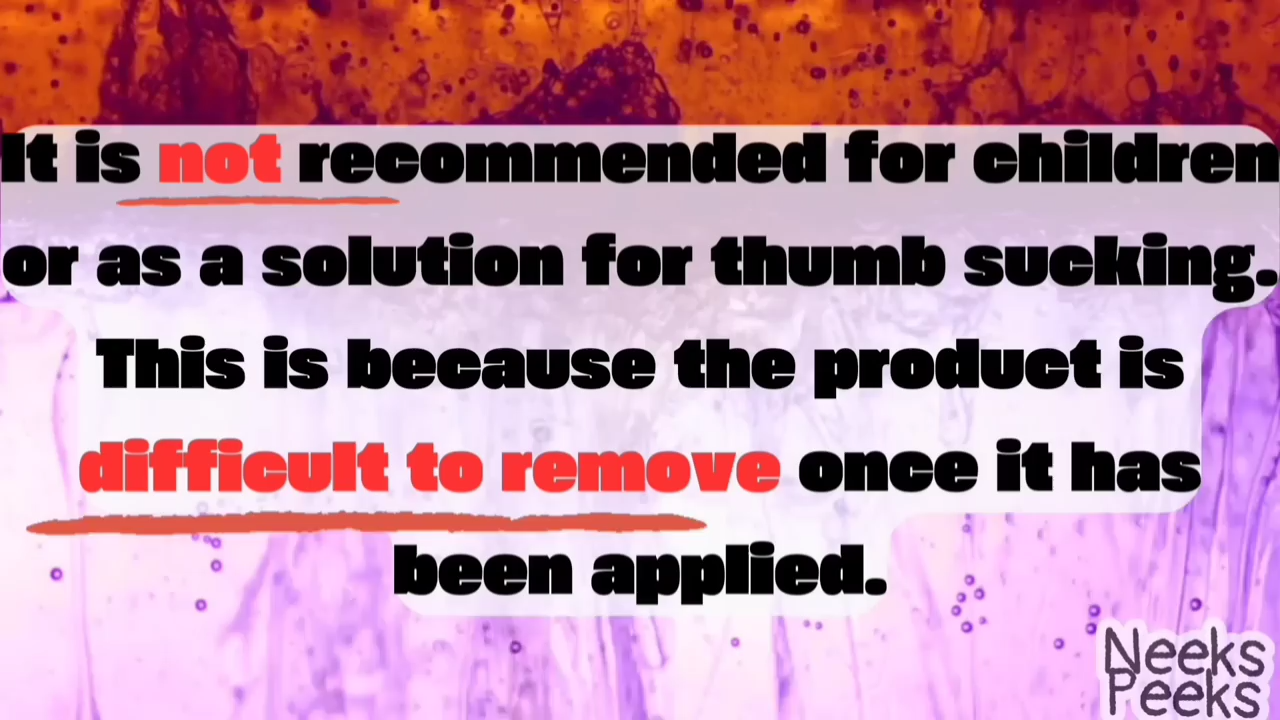 It is not recommended for children
or as a solution for thumb sucking.
This is because the product is
difficult to remove once it has
been applied.
Neeks
Peeks